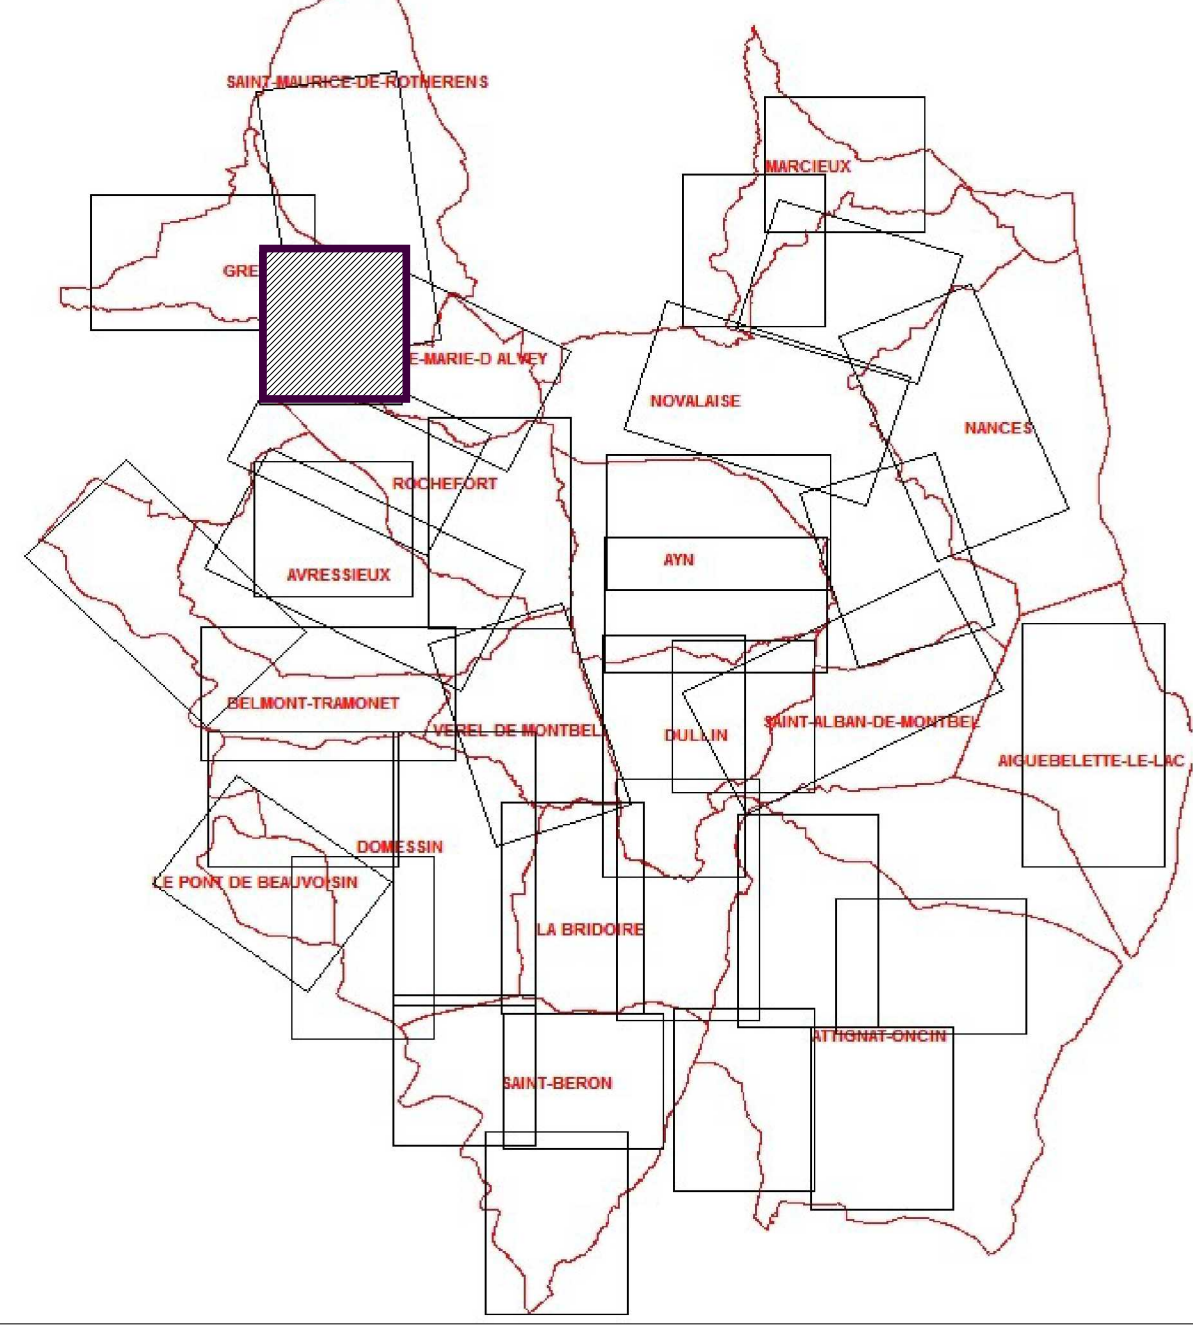 SAINT-MAURICE-DE-ROTHERENS
MARCIEUX
GRE
E-MARIE-D ALVEY
NOVALAISE
NANCES
ROCHEFORT
AYN
AVRESSIEUX
BELMONT-TRAMONET
VEREL DE MONTBEL
DULLIN
SAINT-ALBAN-DE-MONTBEL
AIGUEBELETTE-LE-LAC
DOMESSIN
LE PONT DE BEAUVOISIN
LA BRIDOIRE
ATTIGNAT-ONCIN
SAINT-BERON